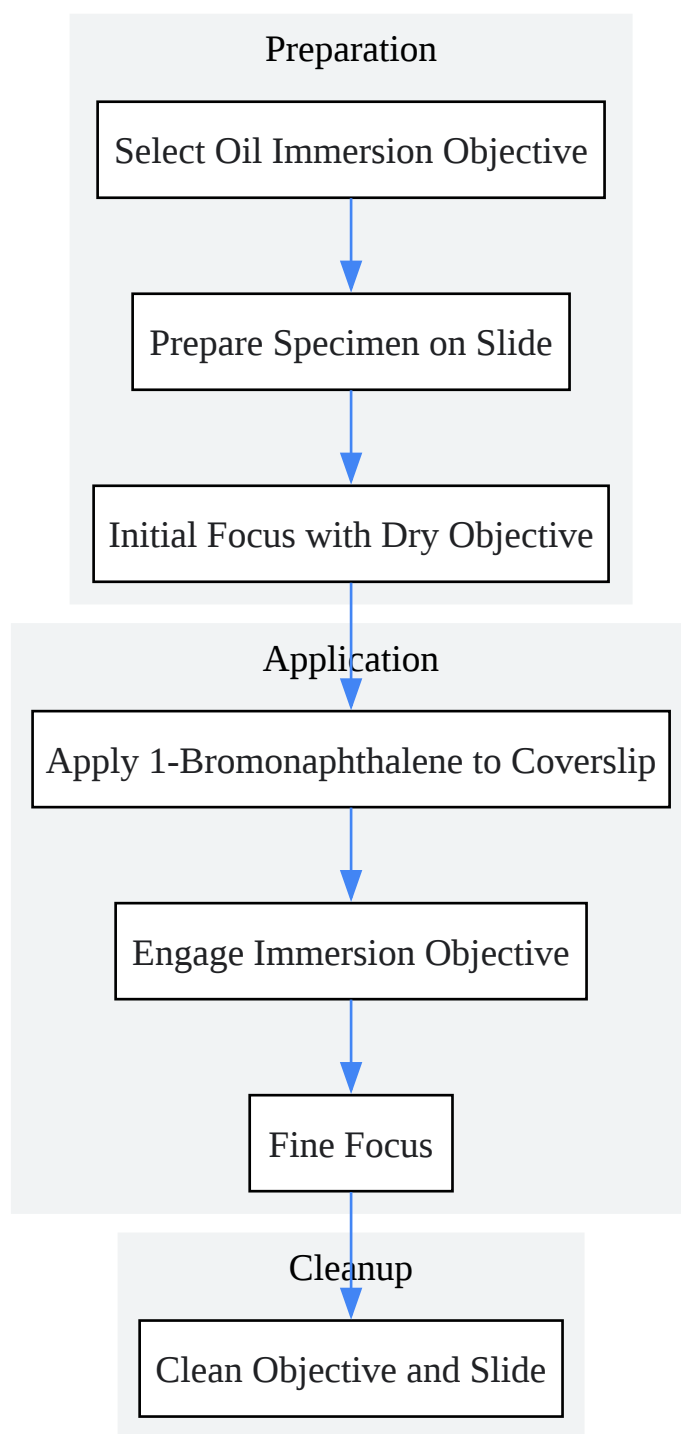 Preparation
Select Oil Immersion Objective
Prepare Specimen on Slide
Initial Focus with Dry Objective
Application
Apply 1-Bromonaphthalene to Coverslip
Engage Immersion Objective
Fine Focus
Cleanup
Clean Objective and Slide